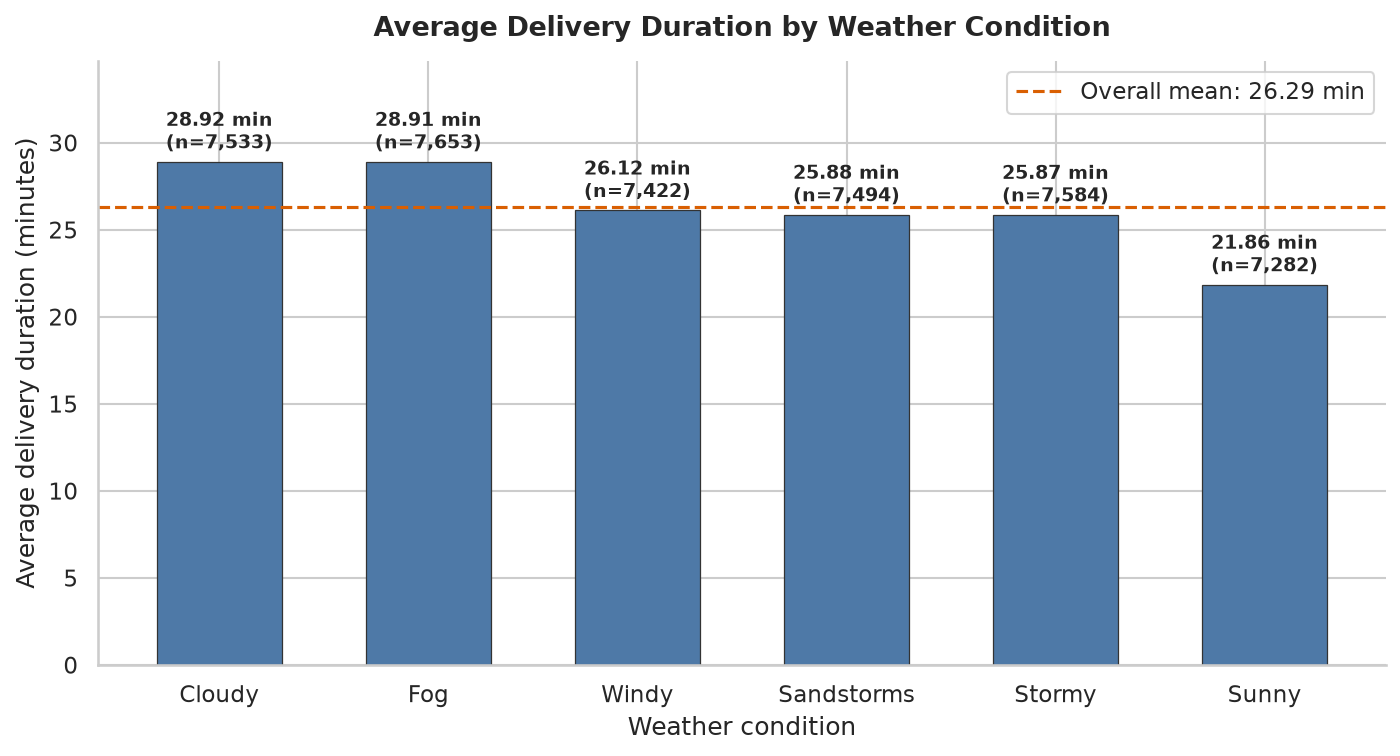 Average Delivery Duration by Weather Condition
Overall mean: 26.29 min
28.92 min
(n=7,533)
28.91 min
(n=7,653)
26.12 min
(n=7,422)
25.88 min
(n=7,494)
25.87 min
(n=7,584)
21.86 min
(n=7,282)
Average delivery duration (minutes)
30
25
20
15
10
5
0
Cloudy
Fog
Windy
Sandstorms
Stormy
Sunny
Weather condition